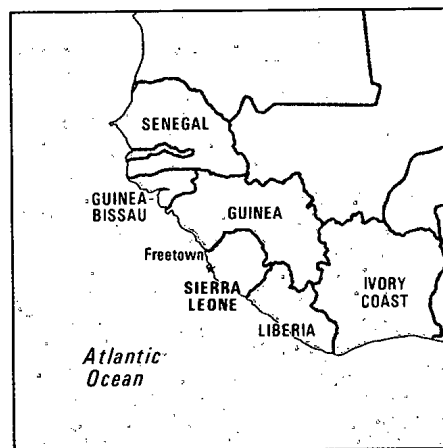 SENEGAL
GUINEA-
BISSAU
GUINEA
Freetown
SIERRA
LEONE
IVORY
COAST
LIBERIA
Atlantic
Ocean